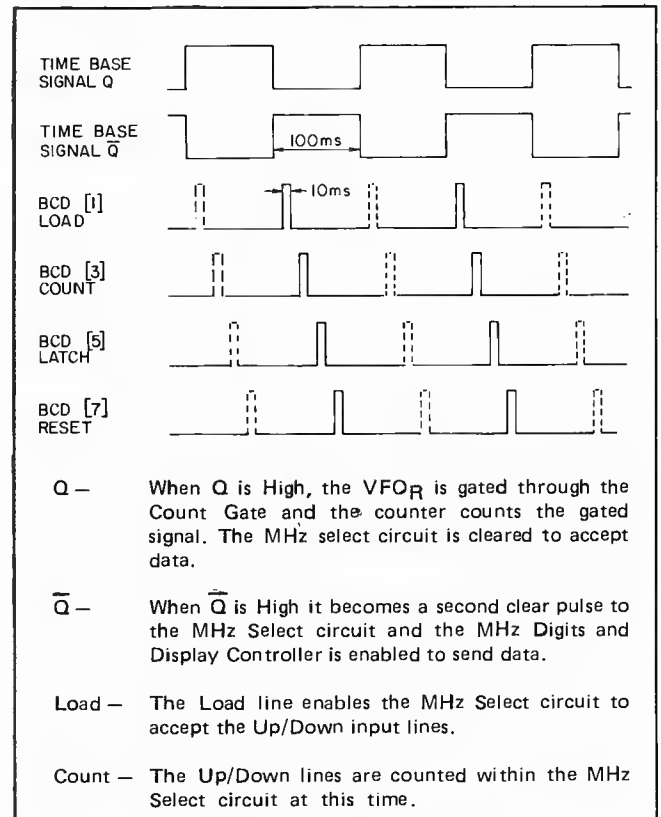 TIME BASE
SIGNAL Q
TIME BASE
SIGNAL Q̅
100ms
BCD [1]
LOAD
10ms
BCD [3]
COUNT
BCD [5]
LATCH
BCD [7]
RESET
Q — When Q is High, the VFOR is gated through the
Count Gate and the counter counts the gated
signal. The MHz select circuit is cleared to accept
data.
Q̅ — When Q̅ is High it becomes a second clear pulse to
the MHz Select circuit and the MHz Digits and
Display Controller is enabled to send data.
Load — The Load line enables the MHz Select circuit to
accept the Up/Down input lines.
Count — The Up/Down lines are counted within the MHz
Select circuit at this time.